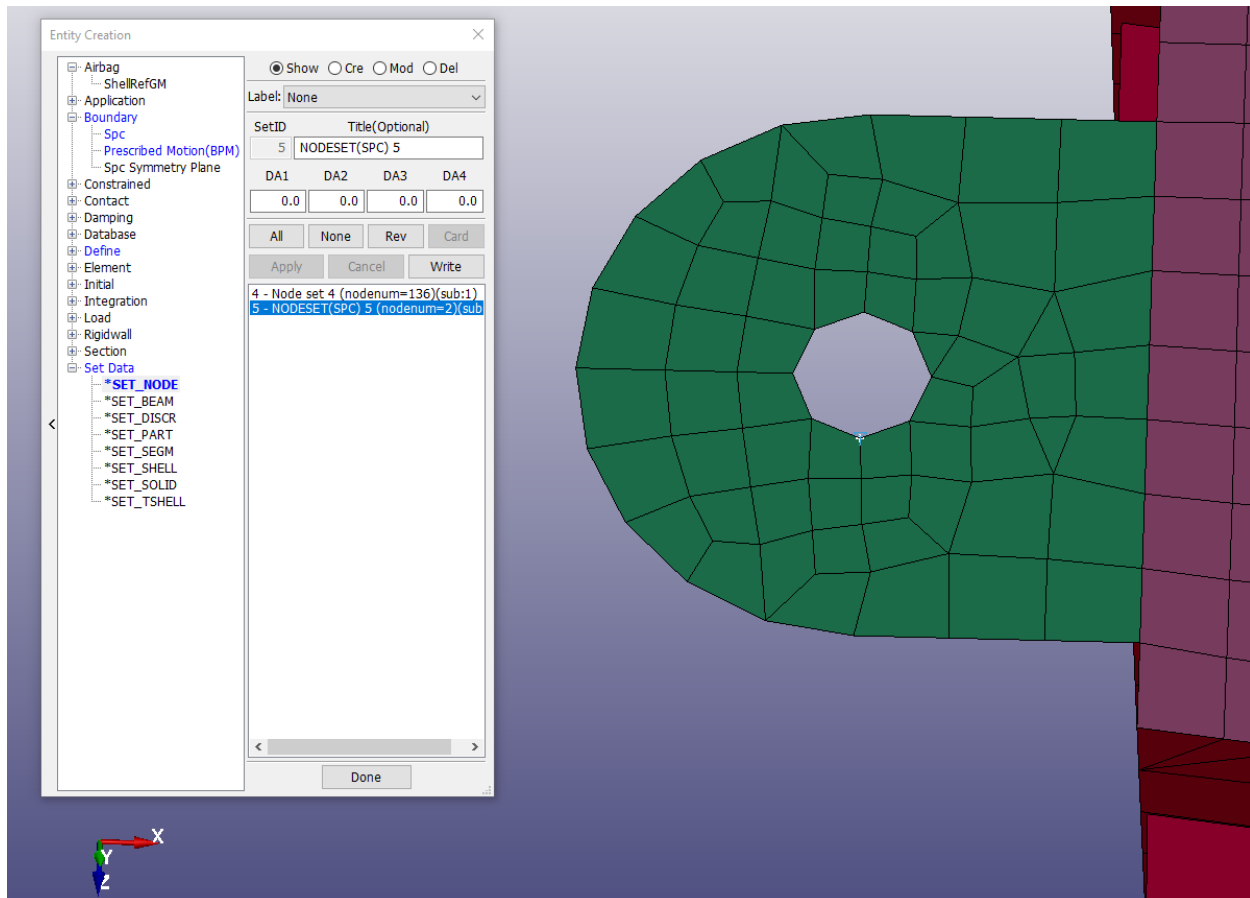 Entity Creation
Airbag
ShellRefGM
Application
Boundary
Spc
Prescribed Motion(BPM)
Spc Symmetry Plane
Constrained
Contact
Damping
Database
Define
Element
Initial
Integration
Load
Rigidwall
Section
Set Data
*SET_NODE
*SET_BEAM
*SET_DISCR
*SET_PART
*SET_SEGM
*SET_SHELL
*SET_SOLID
*SET_TSHELL
Show Cre Mod Del
Label: None
SetID Title(Optional)
5 NODESET(SPC) 5
DA1 DA2 DA3 DA4
0.0 0.0 0.0 0.0
All None Rev Card
Apply Cancel Write
4 - Node set 4 (nodenum=136)(sub:1)
5 - NODESET(SPC) 5 (nodenum=2)(sub
Done
X
Y
Z